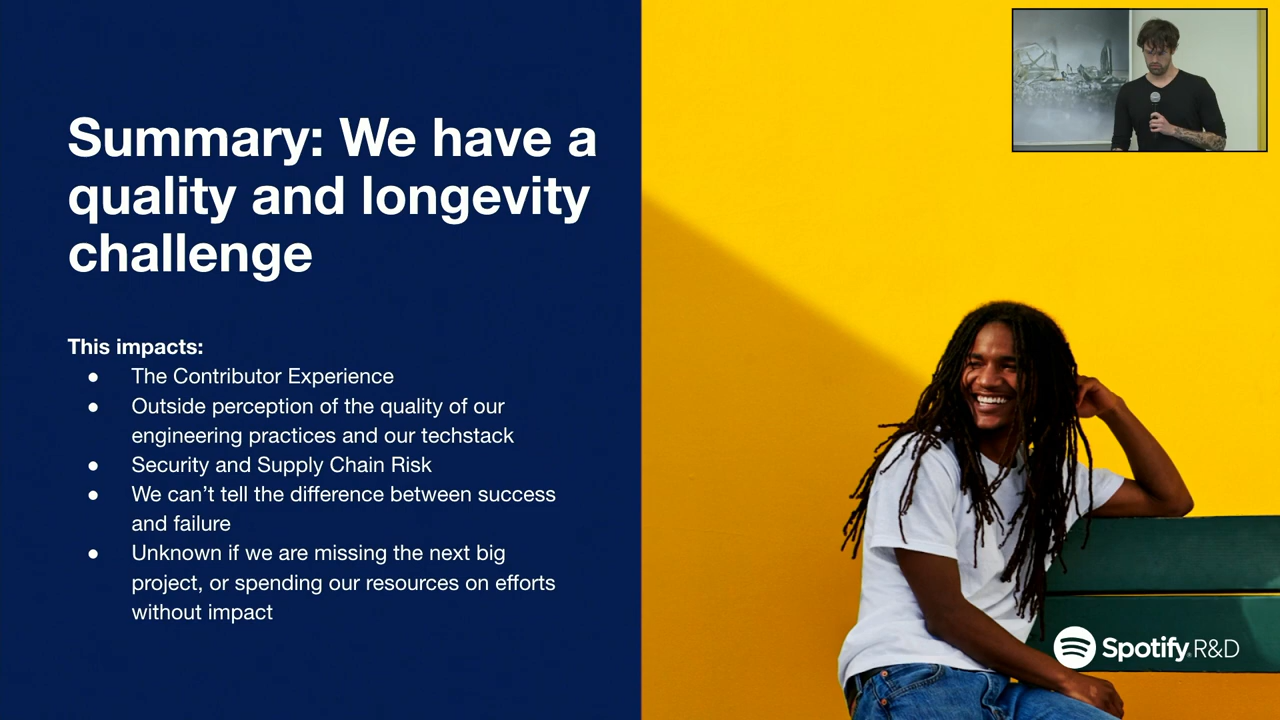 Summary: We have a
quality and longevity
challenge
This impacts:
● The Contributor Experience
● Outside perception of the quality of our
engineering practices and our techstack
● Security and Supply Chain Risk
● We can’t tell the difference between success
and failure
● Unknown if we are missing the next big
project, or spending our resources on efforts
without impact
Spotify R&D